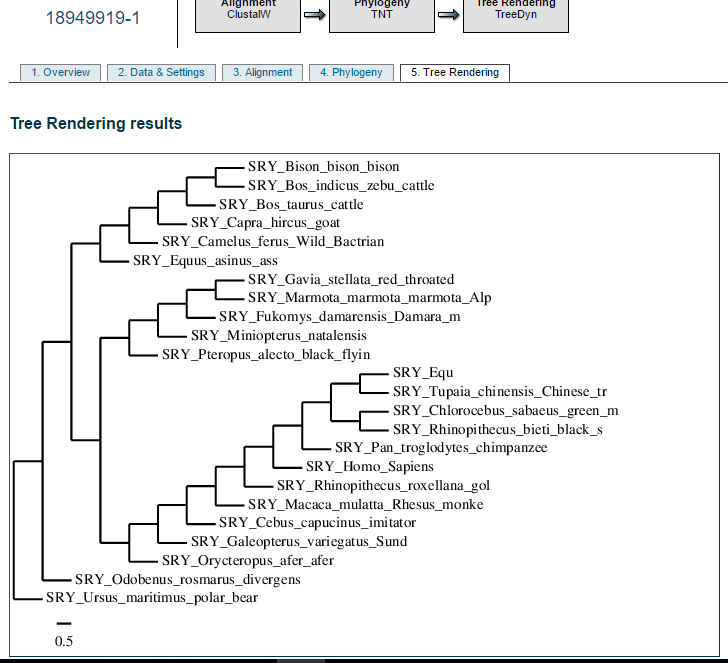 18949919-1
Alignment
ClustalW
Phylogeny
TNT
Tree Rendering
TreeDyn
1. Overview
2. Data & Settings
3. Alignment
4. Phylogeny
5. Tree Rendering
Tree Rendering results
SRY_Bison_bison_bison
SRY_Bos_indicus_zebu_cattle
SRY_Bos_taurus_cattle
SRY_Capra_hircus_goat
SRY_Camelus_ferus_Wild_Bactrian
SRY_Equus_asinus_ass
SRY_Gavia_stellata_red_throated
SRY_Marmota_marmota_marmota_Alp
SRY_Fukomys_damarensis_Damara_m
SRY_Miniopterus_natalensis
SRY_Pteropus_alecto_black_flyin
SRY_Equ
SRY_Tupaia_chinensis_Chinese_tr
SRY_Chlorocebus_sabaeus_green_m
SRY_Rhinopithecus_bieti_black_s
SRY_Pan_troglodytes_chimpanzee
SRY_Homo_Sapiens
SRY_Rhinopithecus_roxellana_gol
SRY_Macaca_mulatta_Rhesus_monke
SRY_Cebus_capucinus_imitator
SRY_Galeopterus_variegatus_Sund
SRY_Orycteropus_afer_afer
SRY_Odobenus_rosmarus_divergens
SRY_Ursus_maritimus_polar_bear
0.5